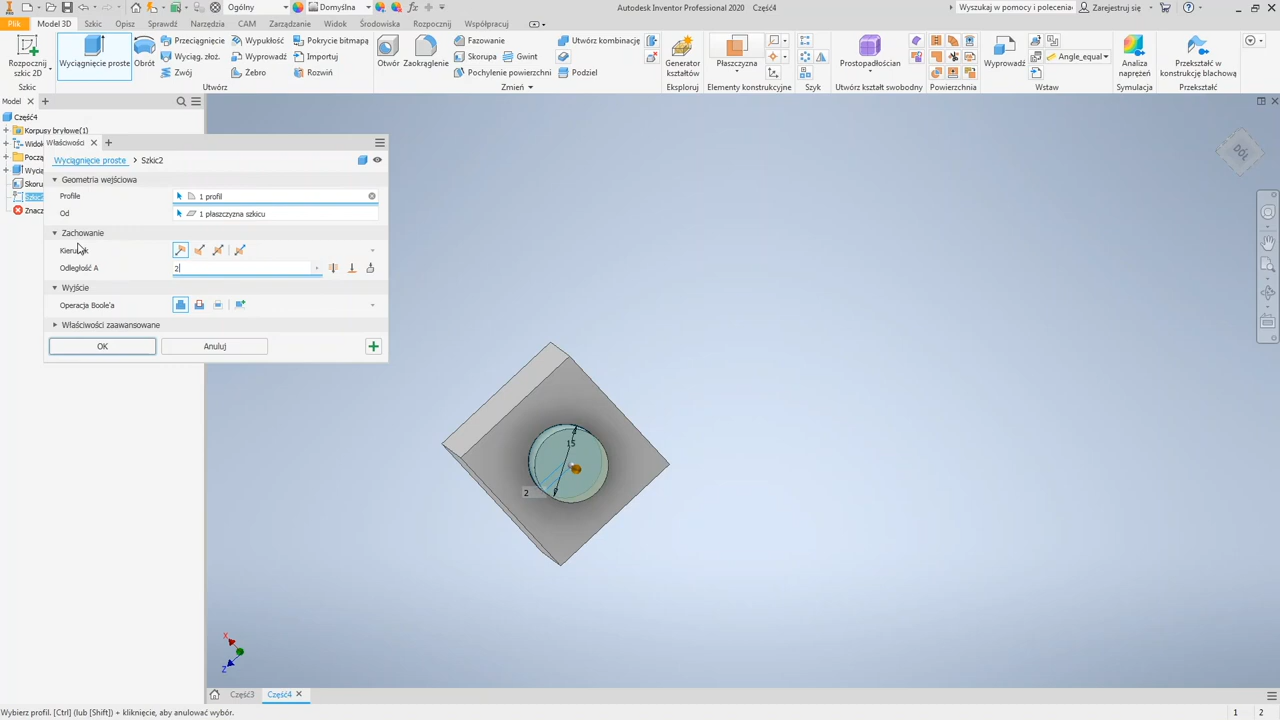 Ogólny
Domyślna
Autodesk Inventor Professional 2020 Część4
Wyszukaj w pomocy i polecenia
Zarejestruj się
Plik
Model 3D
Szkic
Opisz
Sprawdź
Narzędzia
CAM
Zarządzanie
Widok
Środowiska
Rozpocznij
Współpracuj
Rozpocznij
szkic 2D
Szkic
Wyciągnięcie proste
Obrót
Przeciągnięcie
Wyciąg. złoż.
Zwój
Wypukłość
Importuj
Żebro
Pokrycie bitmapą
Rozwiń
Utwórz
Otwór
Zaokrąglenie
Fazowanie
Skorupa
Gwint
Pochylenie powierzchni
Utwórz kombinację
Podziel
Zmień
Generator
kształtów
Eksploruj
Płaszczyzna
Elementy konstrukcyjne
Szyk
Prostopadłościan
Utwórz kształt swobodny
Powierzchnia
Wyprowadź
Angle_equal
Wstaw
Analiza
naprężeń
Symulacja
Przekształć w
konstrukcję blachową
Przekształć
Model
Część4
Korpusy bryłowe(1)
Właściwości
Wyciągnięcie proste
Szkic2
Geometria wejściowa
Profile
1 profil
Od
1 płaszczyzna szkicu
Zachowanie
Odległość A
2
Wyjście
Operacja Boole'a
Właściwości zaawansowane
OK
Anuluj
15
2
X
Z
Część3
Część4
Wybierz profil. [Ctrl] (lub [Shift]) + kliknięcie, aby anulować wybór.
1
2